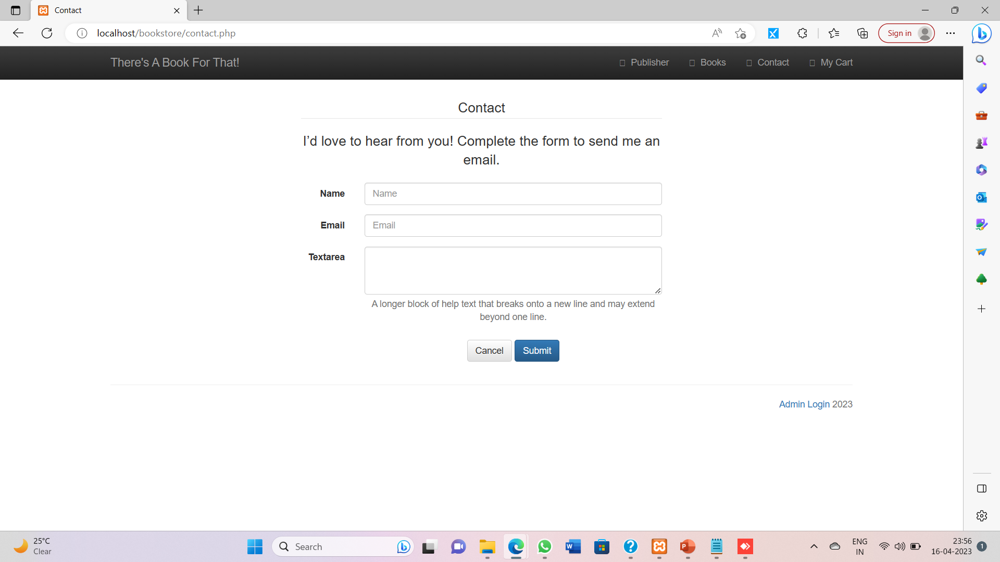 Contact
localhost/bookstore/contact.php
Sign in
There's A Book For That!
Publisher
Books
Contact
My Cart
Contact
I’d love to hear from you! Complete the form to send me an
email.
Name
Name
Email
Email
Textarea
A longer block of help text that breaks onto a new line and may extend
beyond one line.
Cancel
Submit
Admin Login 2023
25°C
Clear
Search
ENG
IN
23:56
16-04-2023
1